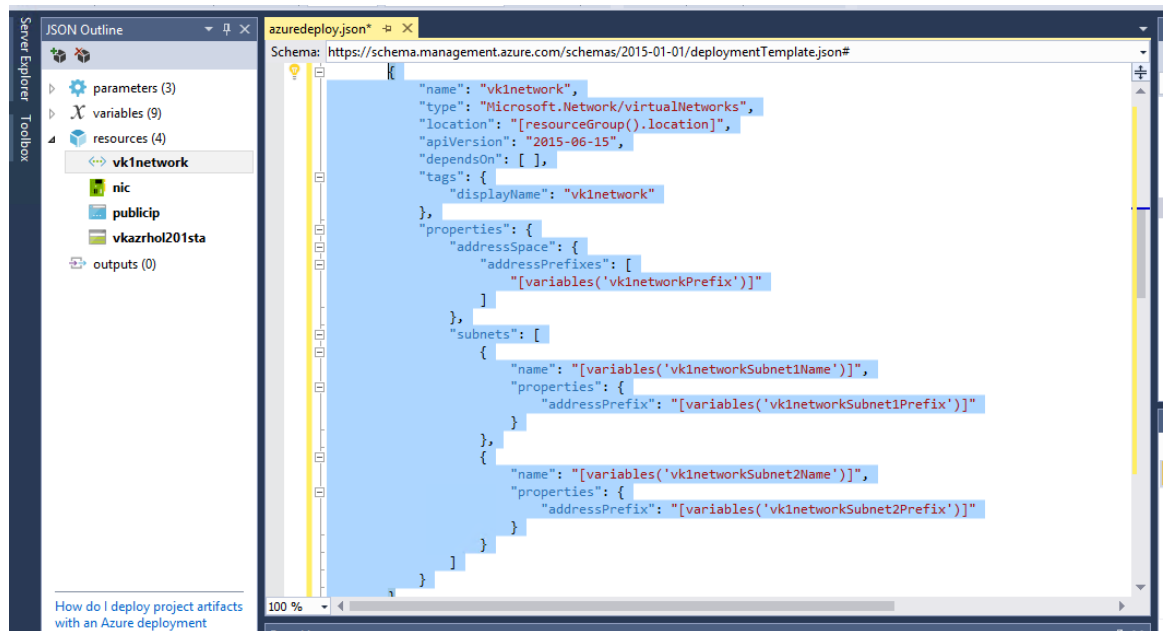 Server Explorer
Toolbox
JSON Outline
parameters (3)
variables (9)
resources (4)
vk1network
nic
publicip
vkazrhol201sta
outputs (0)
How do I deploy project artifacts
with an Azure deployment
azuredeploy.json*
Schema: https://schema.management.azure.com/schemas/2015-01-01/deploymentTemplate.json#
{
"name": "vk1network",
"type": "Microsoft.Network/virtualNetworks",
"location": "[resourceGroup().location]",
"apiVersion": "2015-06-15",
"dependsOn": [ ],
"tags": {
"displayName": "vk1network"
},
"properties": {
"addressSpace": {
"addressPrefixes": [
"[variables('vk1networkPrefix')]"
]
},
"subnets": [
{
"name": "[variables('vk1networkSubnet1Name')]",
"properties": {
"addressPrefix": "[variables('vk1networkSubnet1Prefix')]"
}
},
{
"name": "[variables('vk1networkSubnet2Name')]",
"properties": {
"addressPrefix": "[variables('vk1networkSubnet2Prefix')]"
}
}
]
}
}
100 %